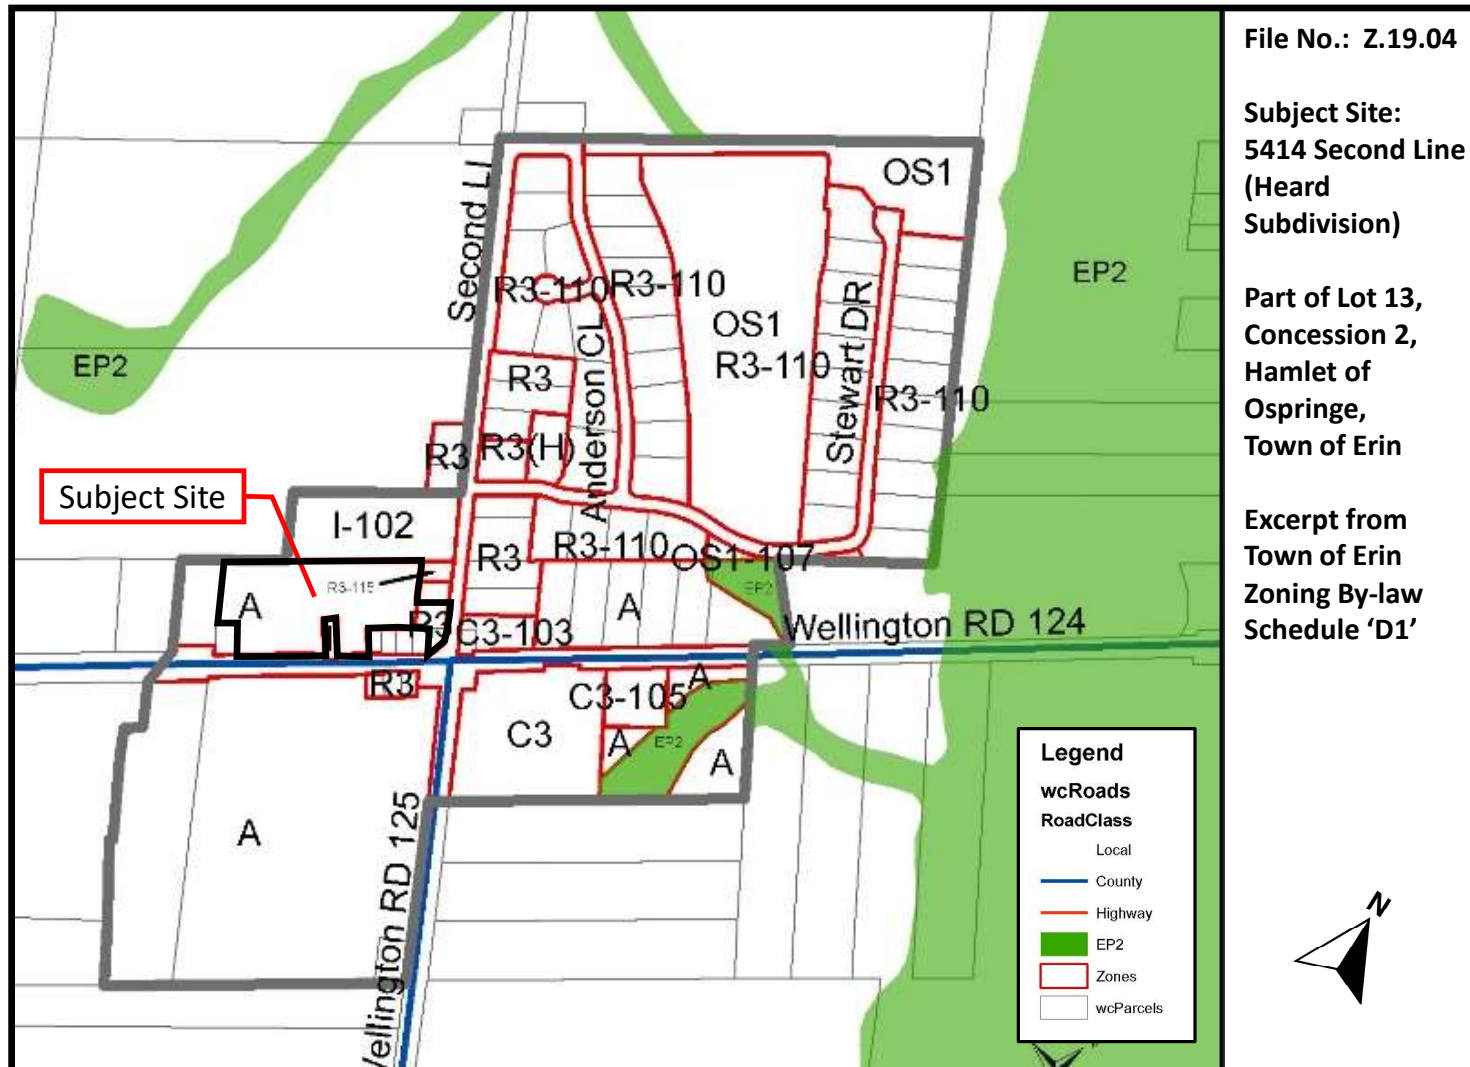 File No.: Z.19.04
Subject Site:
5414 Second Line
(Heard
Subdivision)
Part of Lot 13,
Concession 2,
Hamlet of
Ospringe,
Town of Erin
Excerpt from
Town of Erin
Zoning By-law
Schedule ‘D1’
N
OS1
Second LI
EP2
R3-110
R3-110
OS1
R3-110
Stewart DR
R3-110
EP2
R3
Anderson CL
R3
R3(H)
Subject Site
I-102
R3
R3-110
OS1-107
EP2
R3-115
A
A
R3
C3-103
Wellington RD 124
R3
C3-105
A
C3
A
EP2
A
A
Wellington RD 125
Legend
wcRoads
RoadClass
Local
County
Highway
EP2
Zones
wcParcels